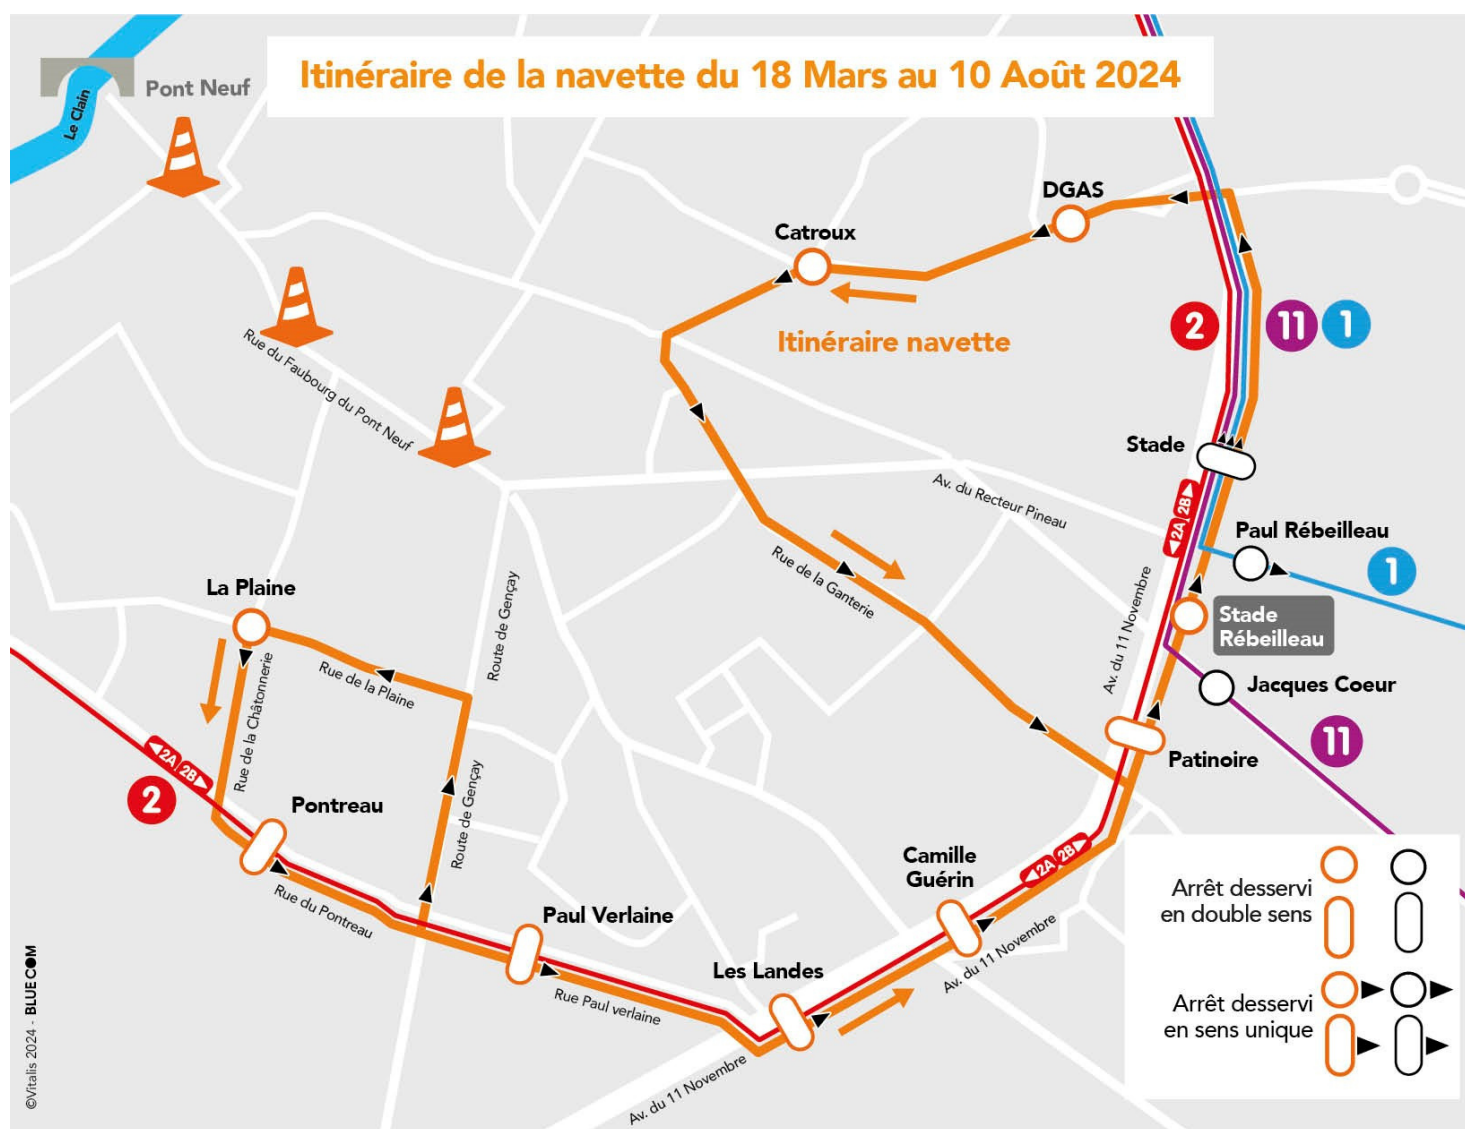 Itinéraire de la navette du 18 Mars au 10 Août 2024
Pont Neuf
Le Clain
DGAS
Catroux
Itinéraire navette
2
11
1
Rue du Faubourg du Pont Neuf
Stade
Av. du Recteur Pineau
2A 2B
Paul Rébeilleau
1
Rue de la Ganterie
Av. du 11 Novembre
Stade
Rébeilleau
La Plaine
Route de Gençay
Rue de la Plaine
Rue de la Châtonnerie
Jacques Coeur
11
Patinoire
2A 2B
2
Pontreau
Route de Gençay
Camille
Guérin
2A 2B
Rue du Pontreau
Paul Verlaine
Les Landes
Av. du 11 Novembre
Rue Paul verlaine
Av. du 11 Novembre
Arrêt desservi
en double sens
Arrêt desservi
en sens unique
©Vitalis 2024 - BLUECOM